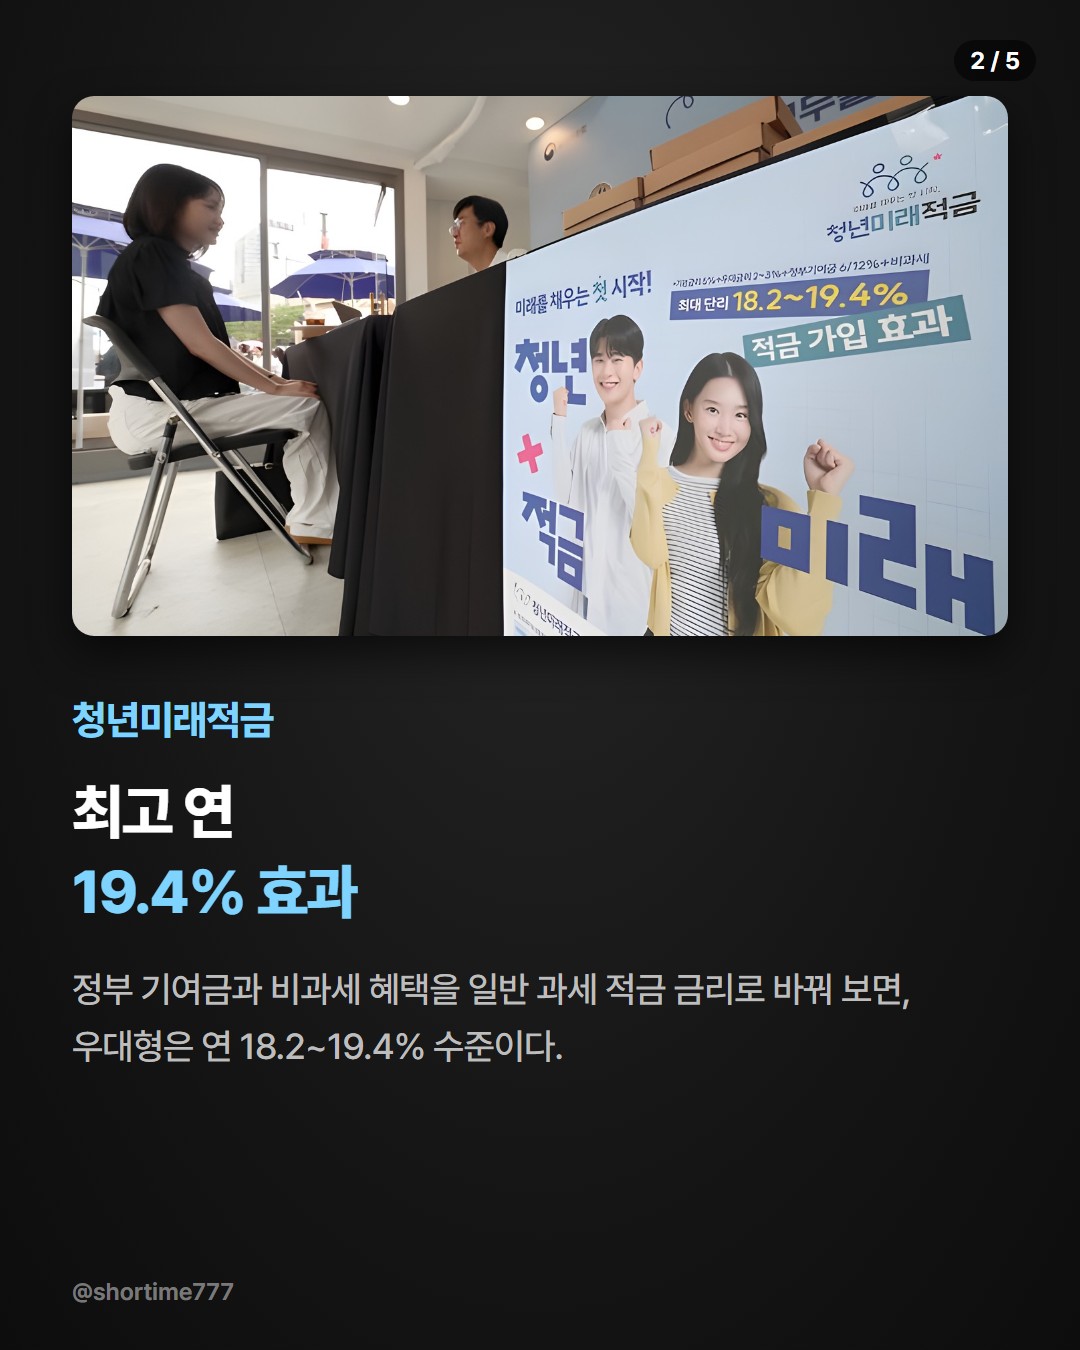 2 / 5
청년미래적금
미래를 채우는 첫 시작!
최대 단리 18.2~19.4%
적금 가입 효과
청년
+
적금
미래
청년미래적금
최고 연
19.4% 효과
정부 기여금과 비과세 혜택을 일반 과세 적금 금리로 바꿔 보면,
우대형은 연 18.2~19.4% 수준이다.
@shortime777